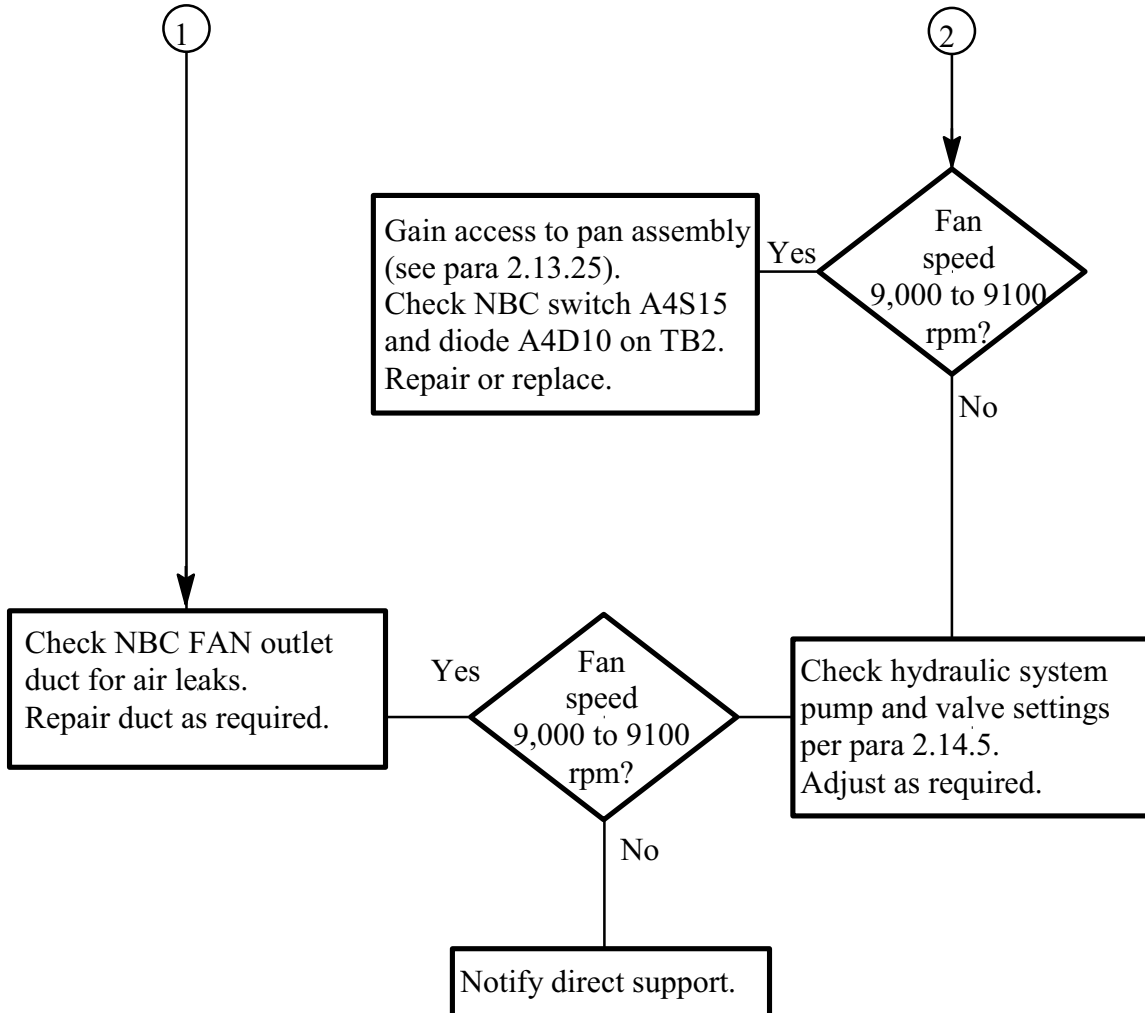 1
2
Gain access to pan assembly
(see para 2.13.25).
Check NBC switch A4S15
and diode A4D10 on TB2.
Repair or replace.
Yes
Fan
speed
9,000 to 9100
rpm?
No
Check NBC FAN outlet
duct for air leaks.
Repair duct as required.
Yes
Fan
speed
9,000 to 9100
rpm?
Check hydraulic system
pump and valve settings
per para 2.14.5.
Adjust as required.
No
Notify direct support.